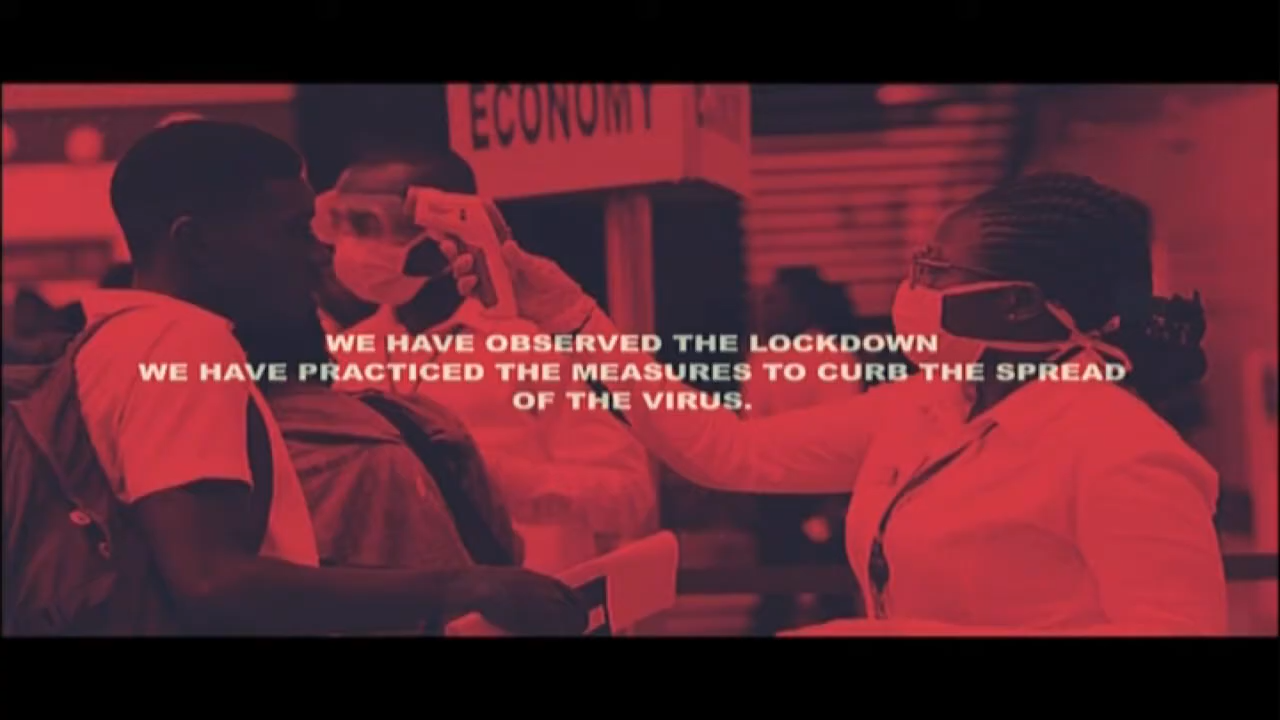 ECONOMY
WE HAVE OBSERVED THE LOCKDOWN
WE HAVE PRACTICED THE MEASURES TO CURB THE SPREAD
OF THE VIRUS.